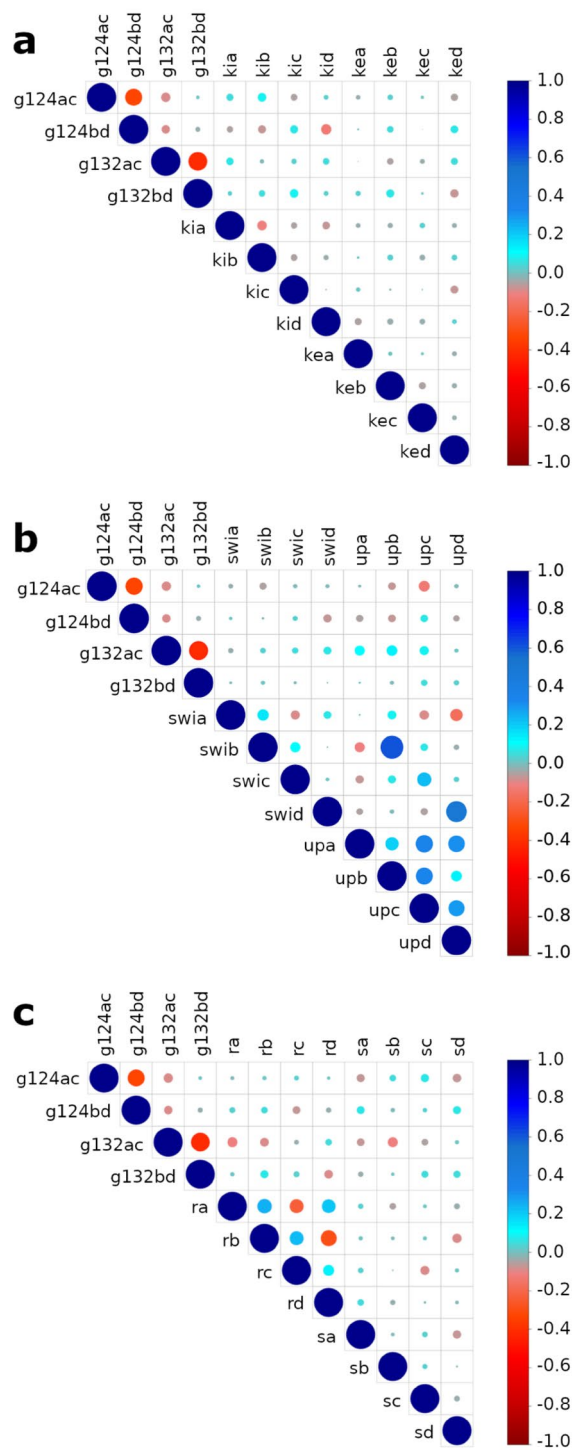 a
g124ac g124bd g132ac g132bd kia kib kic kid kea keb kec ked
g124ac
g124bd
g132ac
g132bd
kia
kib
kic
kid
kea
keb
kec
ked
1.0
0.8
0.6
0.4
0.2
0.0
-0.2
-0.4
-0.6
-0.8
-1.0
b
g124ac g124bd g132ac g132bd swia swib swic swid upa upb upc upd
g124ac
g124bd
g132ac
g132bd
swia
swib
swic
swid
upa
upb
upc
upd
1.0
0.8
0.6
0.4
0.2
0.0
-0.2
-0.4
-0.6
-0.8
-1.0
c
g124ac g124bd g132ac g132bd ra rb rc rd sa sb sc sd
g124ac
g124bd
g132ac
g132bd
ra
rb
rc
rd
sa
sb
sc
sd
1.0
0.8
0.6
0.4
0.2
0.0
-0.2
-0.4
-0.6
-0.8
-1.0